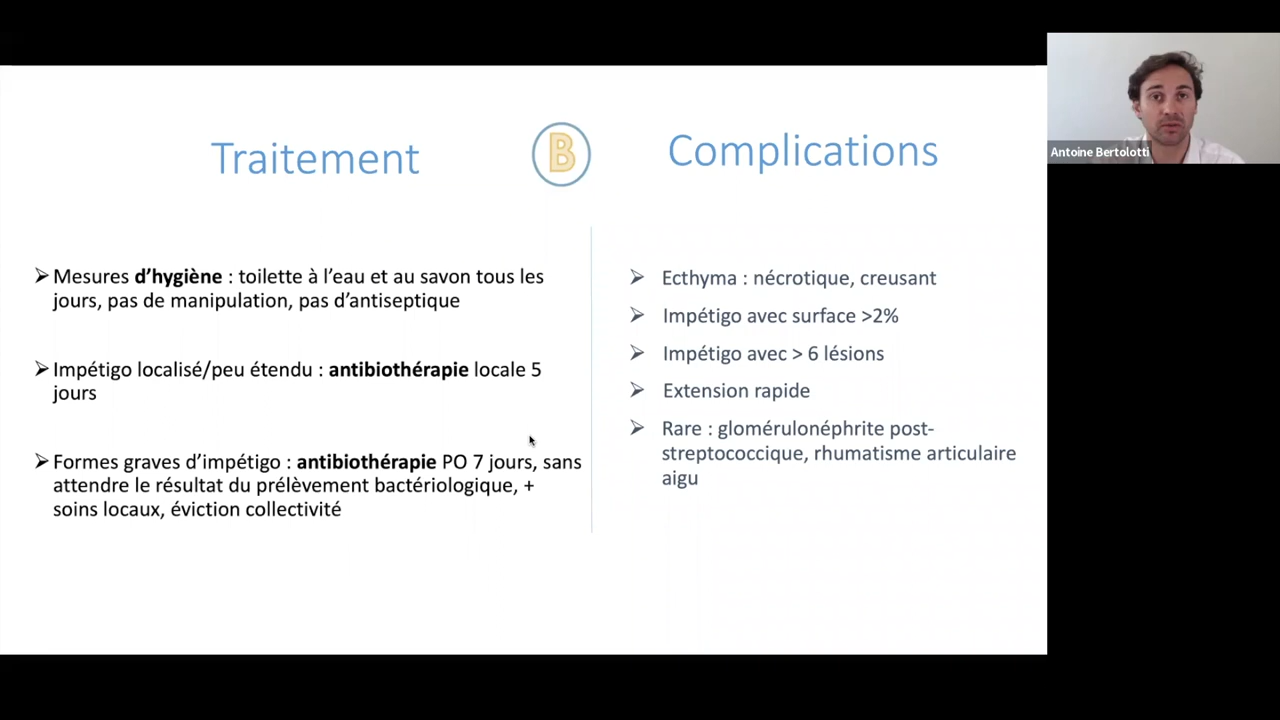 Traitement
B
Complications
➢ Mesures d’hygiène : toilette à l’eau et au savon tous les
jours, pas de manipulation, pas d’antiseptique
➢ Impétigo localisé/peu étendu : antibiothérapie locale 5
jours
➢ Formes graves d’impétigo : antibiothérapie PO 7 jours, sans
attendre le résultat du prélèvement bactériologique, +
soins locaux, éviction collectivité
➢ Ecthyma : nécrotique, creusant
➢ Impétigo avec surface >2%
➢ Impétigo avec > 6 lésions
➢ Extension rapide
➢ Rare : glomérulonéphrite post-
streptococcique, rhumatisme articulaire
aigu
Antoine Bertolotti